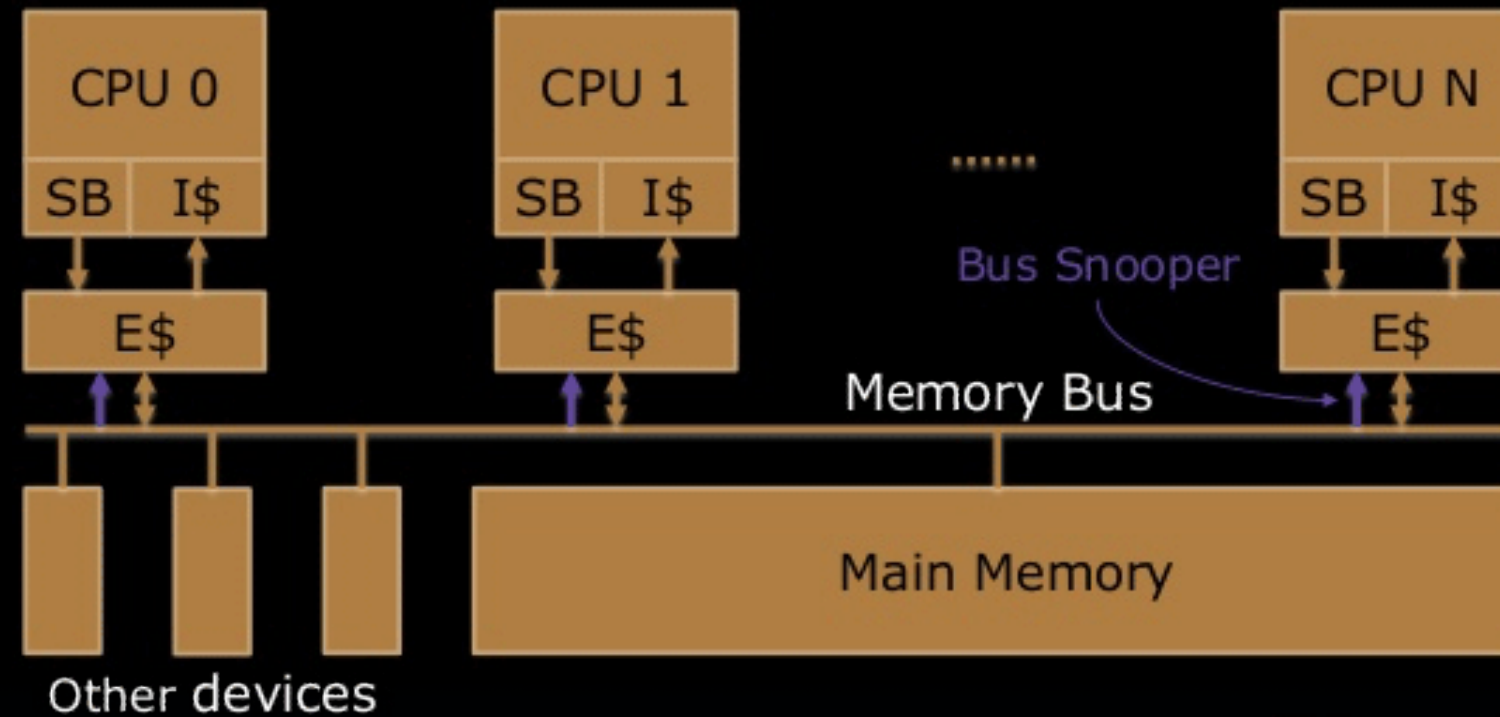 CPU 0
CPU 1
CPU N
SB
I$
SB
I$
......
SB
I$
Bus Snooper
E$
E$
E$
Memory Bus
Main Memory
Other devices